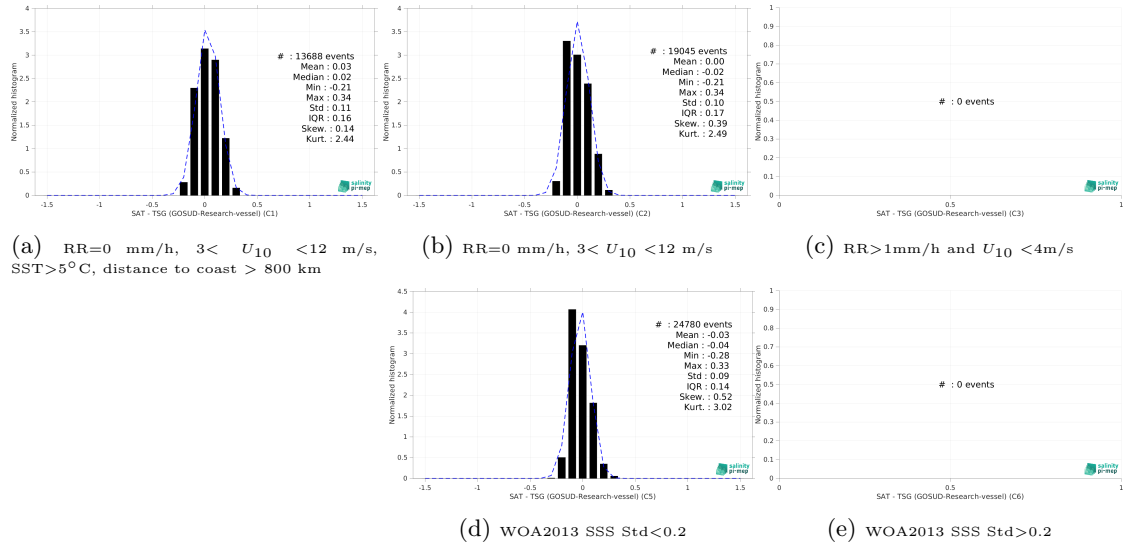 4
3.5
3
2.5
2
1.5
1
0.5
0
Normalized histogram
# : 13688 events
Mean : 0.03
Median : 0.02
Min : -0.21
Max : 0.34
Std : 0.11
IQR : 0.16
Skew. : 0.14
Kurt. : 2.44
salinity
pi-mep
-1.5 -1 -0.5 0 0.5 1 1.5
SAT - TSG (GOSUD-Research-vessel) (C1)
(a) RR=0 mm/h, 3< U10 <12 m/s,
SST>5°C, distance to coast > 800 km
4
3.5
3
2.5
2
1.5
1
0.5
0
Normalized histogram
# : 19045 events
Mean : 0.00
Median : -0.02
Min : -0.21
Max : 0.34
Std : 0.10
IQR : 0.17
Skew. : 0.39
Kurt. : 2.49
salinity
pi-mep
-1.5 -1 -0.5 0 0.5 1 1.5
SAT - TSG (GOSUD-Research-vessel) (C2)
(b) RR=0 mm/h, 3< U10 <12 m/s
1
0.9
0.8
0.7
0.6
0.5
0.4
0.3
0.2
0.1
0
Normalized histogram
# : 0 events
salinity
pi-mep
0 0.5 1
SAT - TSG (GOSUD-Research-vessel) (C3)
(c) RR>1mm/h and U10 <4m/s
4.5
4
3.5
3
2.5
2
1.5
1
0.5
0
Normalized histogram
# : 24780 events
Mean : -0.03
Median : -0.04
Min : -0.28
Max : 0.33
Std : 0.09
IQR : 0.14
Skew. : 0.52
Kurt. : 3.02
salinity
pi-mep
-1.5 -1 -0.5 0 0.5 1 1.5
SAT - TSG (GOSUD-Research-vessel) (C5)
(d) WOA2013 SSS Std<0.2
1
0.9
0.8
0.7
0.6
0.5
0.4
0.3
0.2
0.1
0
Normalized histogram
# : 0 events
salinity
pi-mep
0 0.5 1
SAT - TSG (GOSUD-Research-vessel) (C6)
(e) WOA2013 SSS Std>0.2